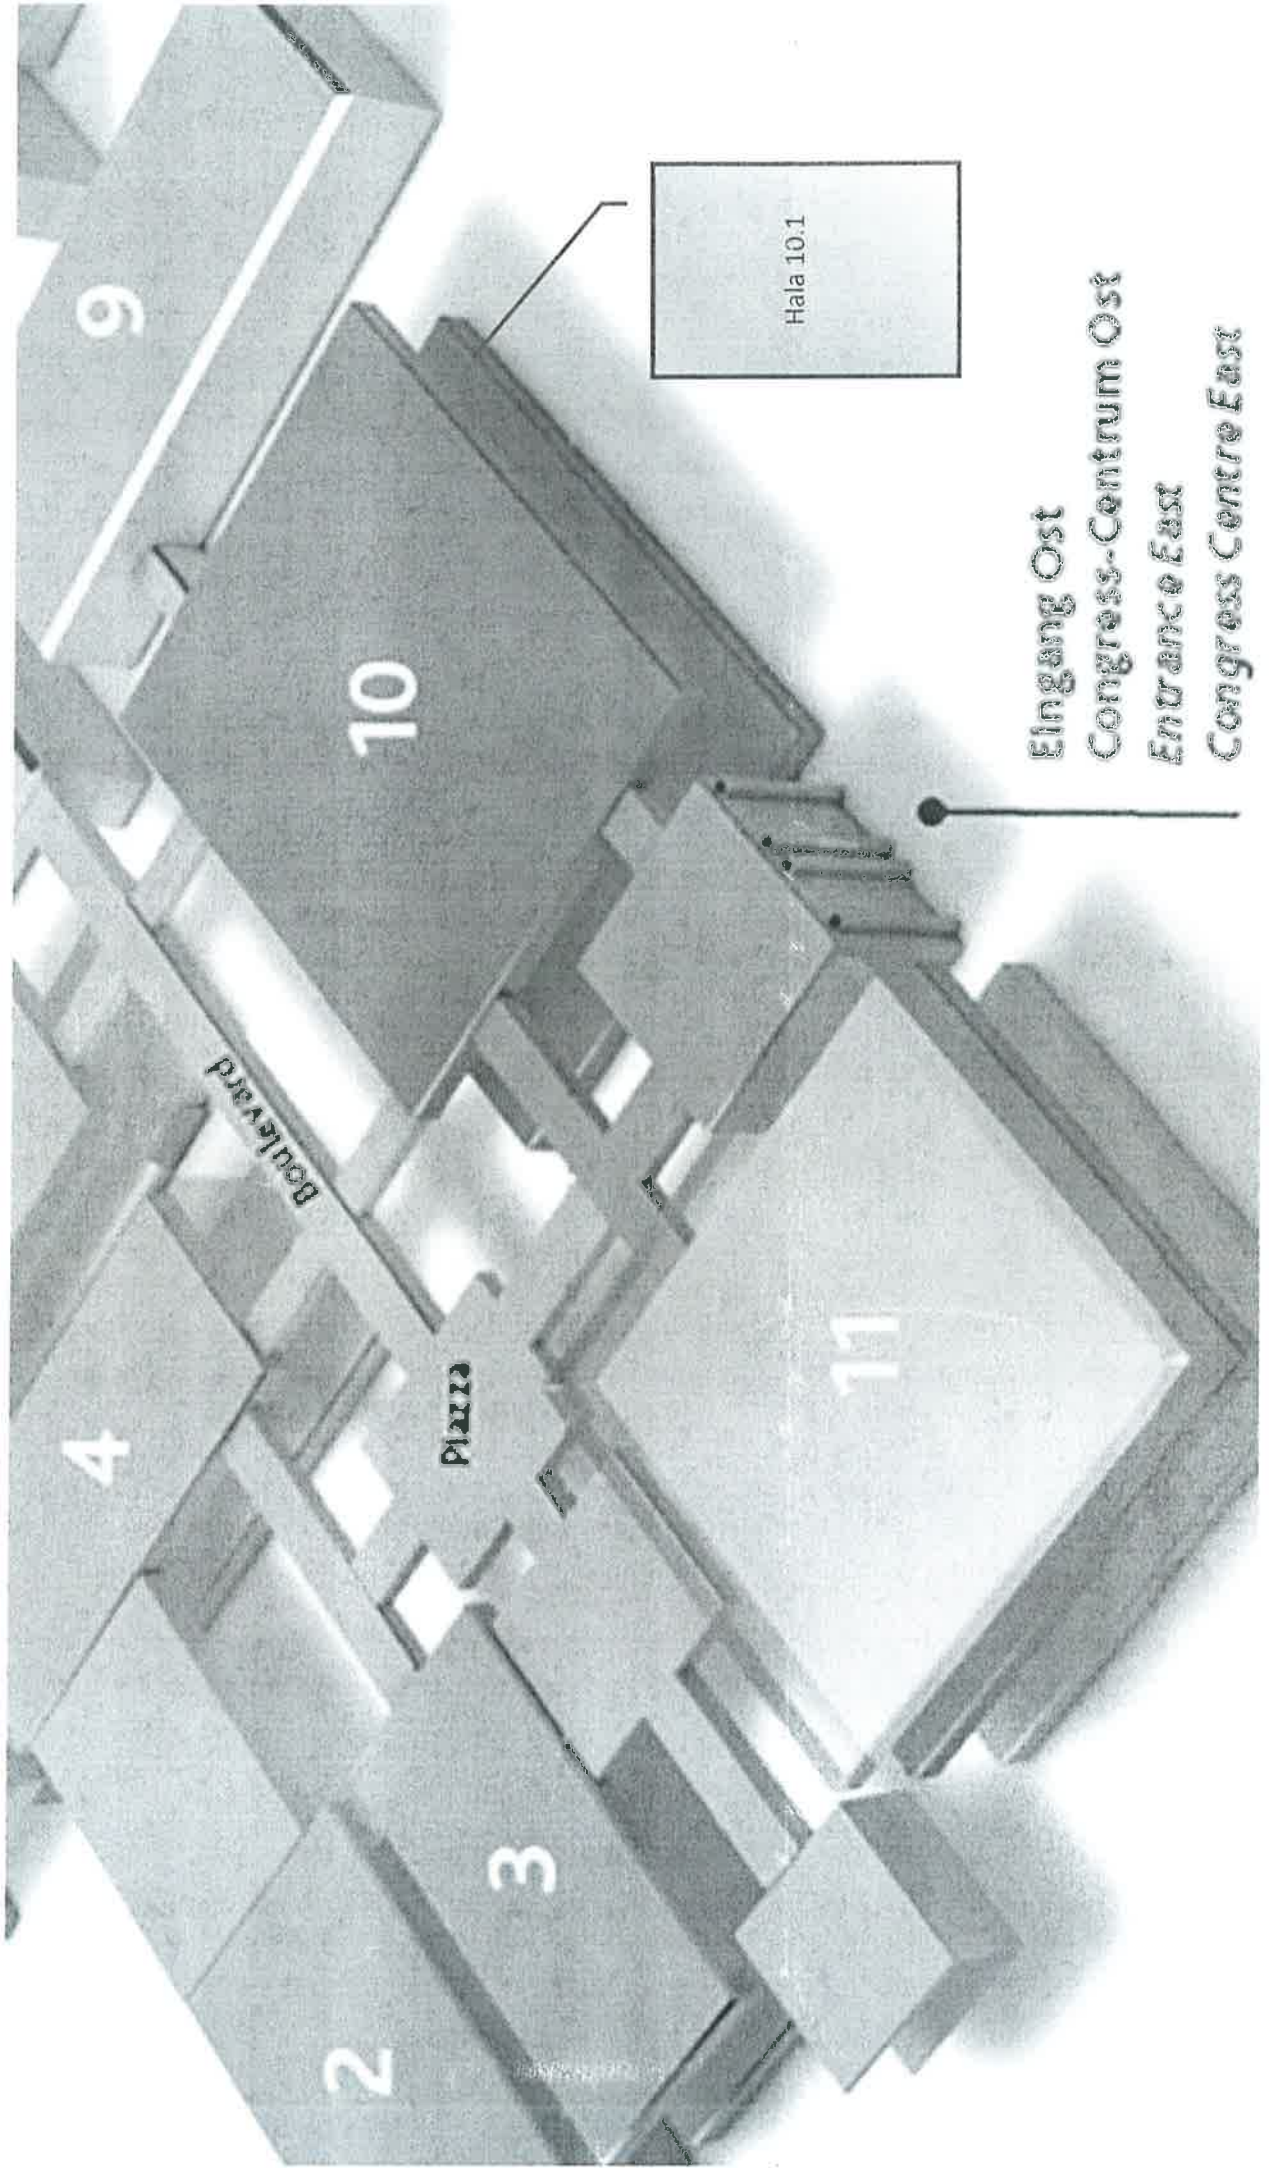 9
Hala 10.1
10
Boulevard
4
Piazza
11
2
3
Eingang Ost
Congress-Centrum Ost
Entrance East
Congress Centre East